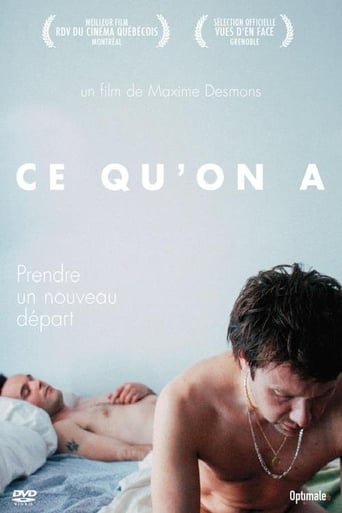 MEILLEUR FILM
RDV DU CINÉMA QUÉBÉCOIS
MONTRÉAL
SÉLECTION OFFICIELLE
VUES D'EN FACE
GRENOBLE
un film de Maxime Desmons
CE QU'ON A
Prendre
un nouveau
départ
DVD
VIDEO
Optimale